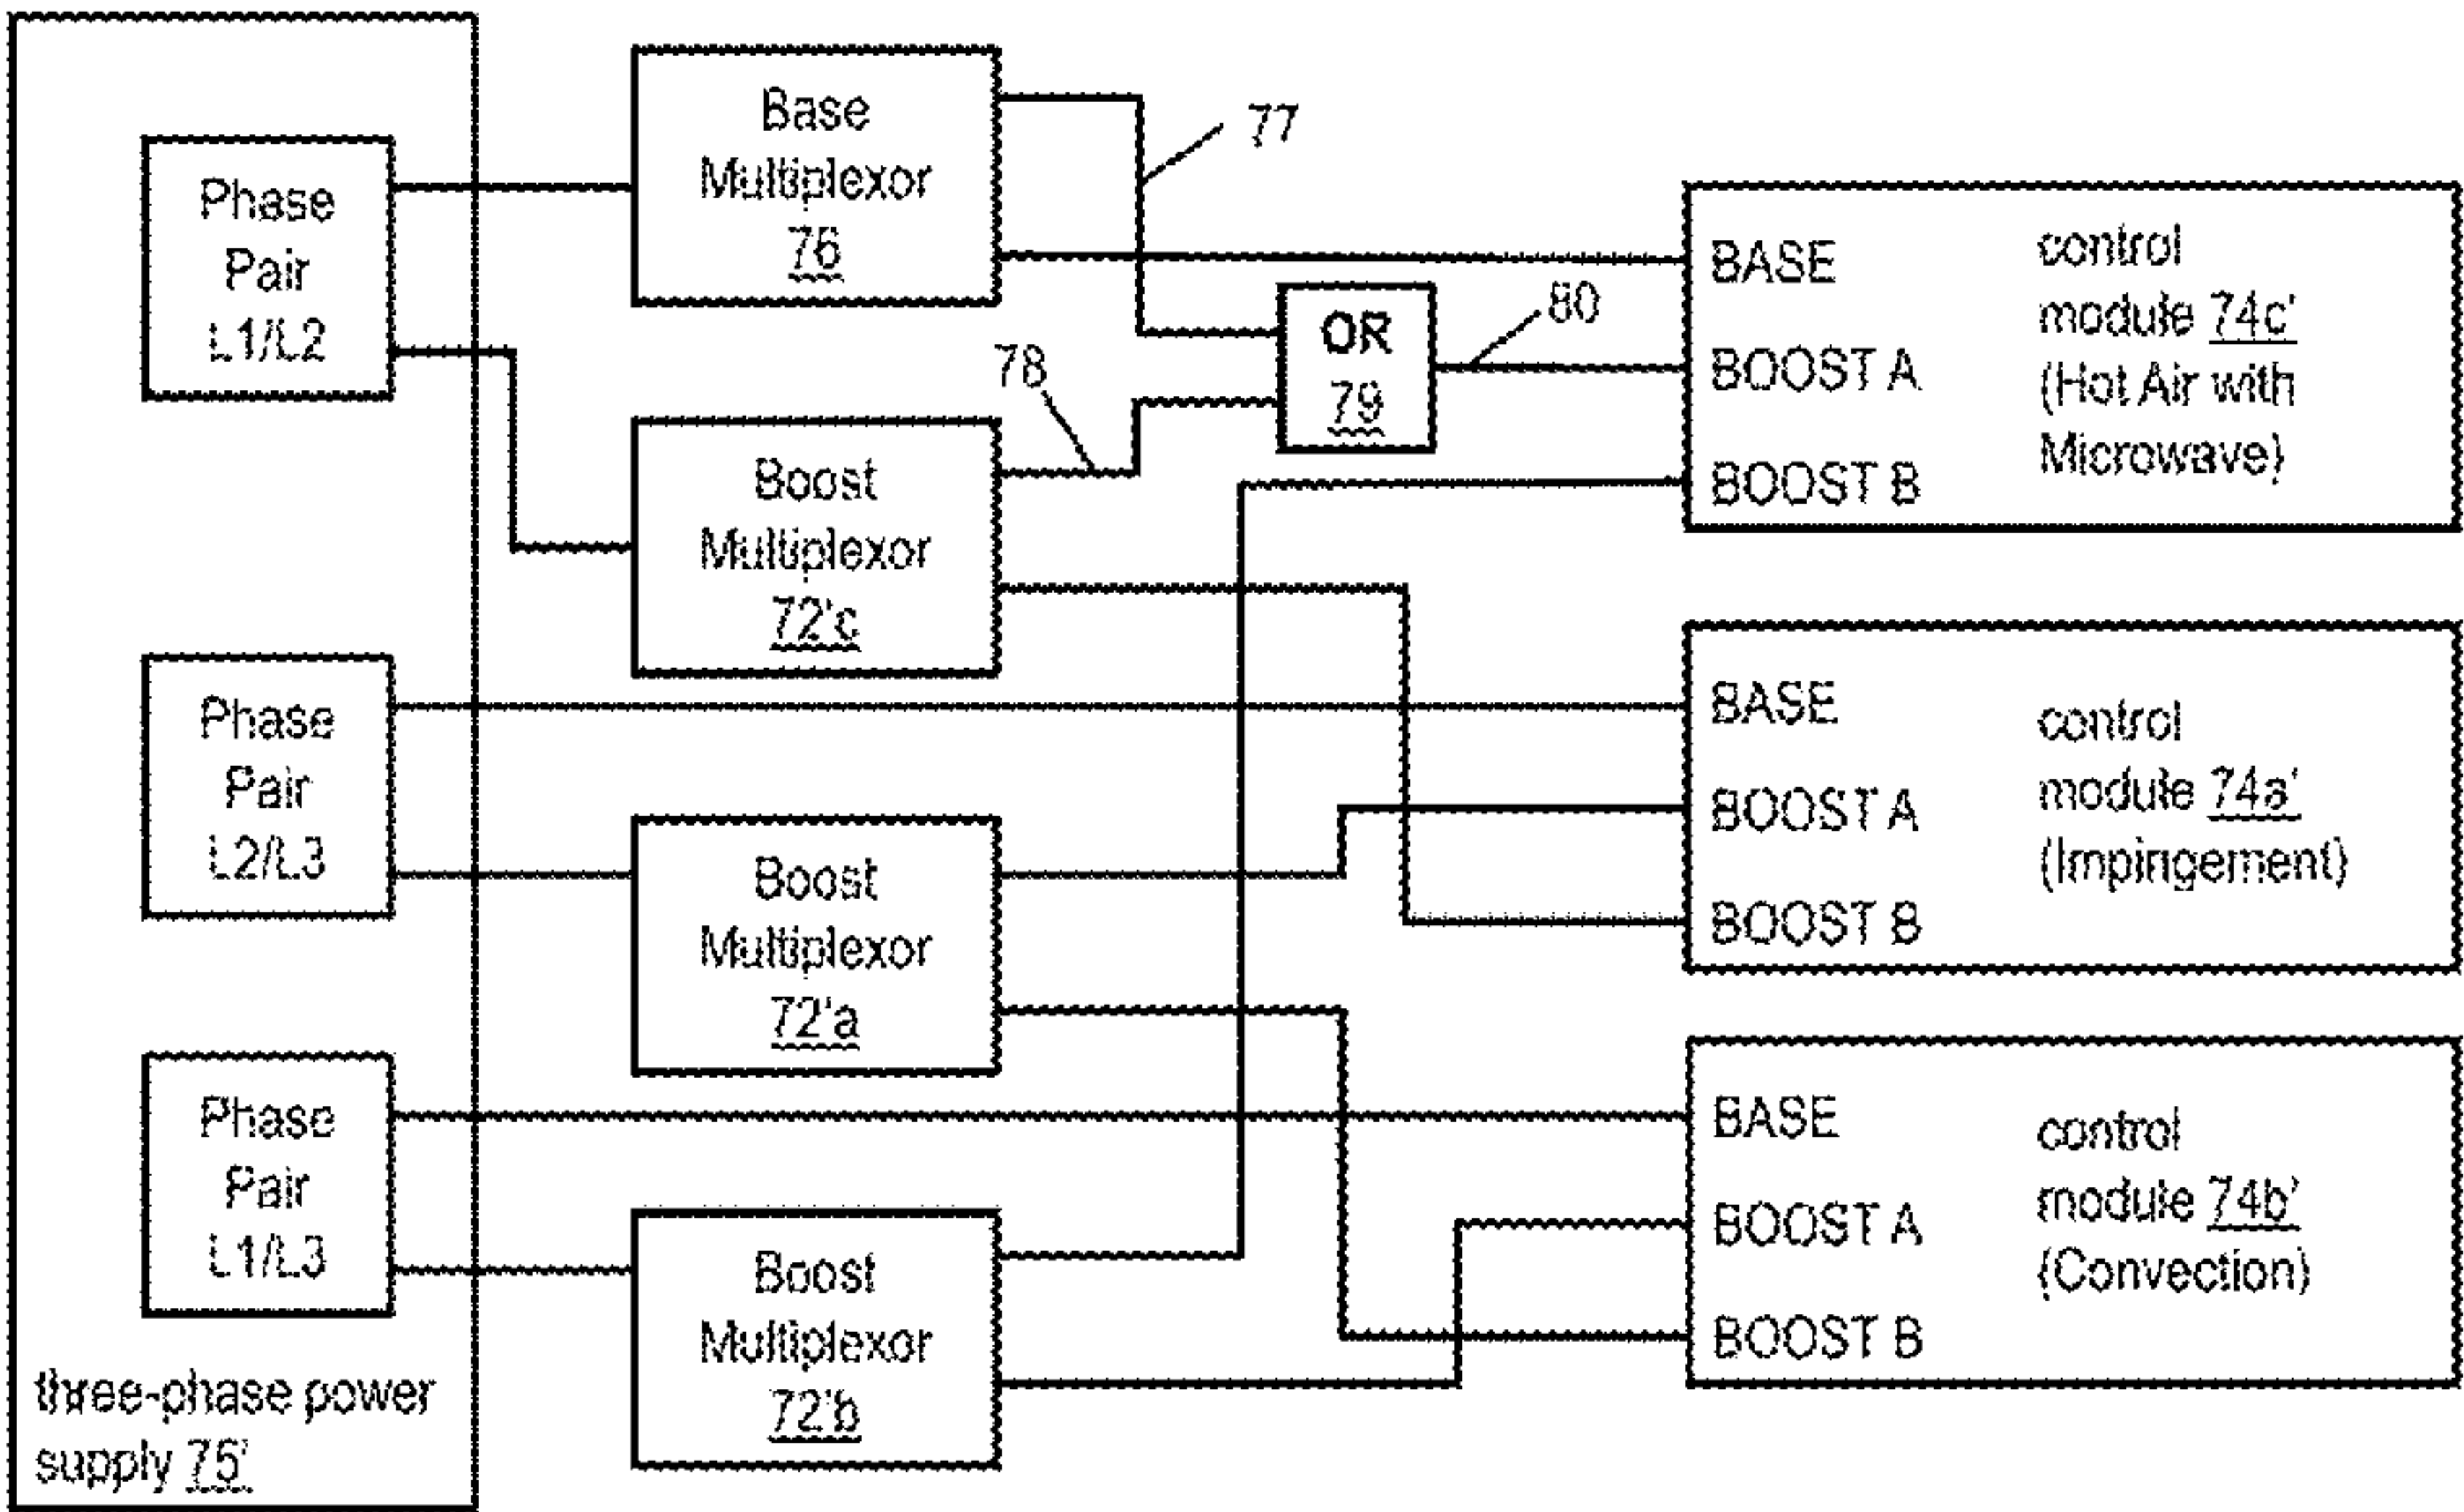 Phase
Pair
L1/L2
Phase
Pair
L2/L3
Phase
Pair
L1/L3
three-phase power
supply 75'
Base
Multiplexor
76
Boost
Multiplexor
72'c
Boost
Multiplexor
72'a
Boost
Multiplexor
72'b
77
78
OR
79
80
BASE
BOOST A
BOOST B
control
module 74c'
(Hot Air with
Microwave)
BASE
BOOST A
BOOST B
control
module 74a'
(Impingement)
BASE
BOOST A
BOOST B
control
module 74b'
(Convection)